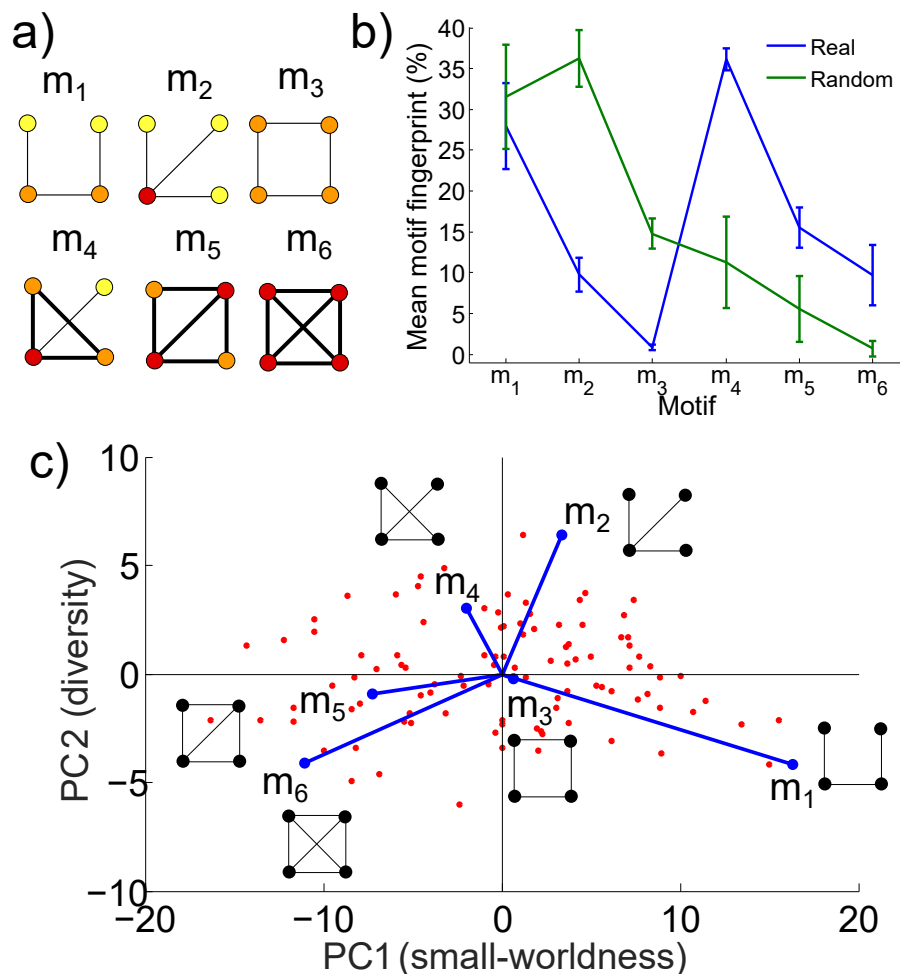 a)
m1 m2 m3
m4 m5 m6
b)
Mean motif fingerprint (%)
40
35
30
25
20
15
10
5
0
Real
Random
m1 m2 m3 m4 m5 m6
Motif
c)
PC2 (diversity)
10
5
0
−5
−10
m2
m4
m5
m3
m6
m1
−20 −10 0 10 20
PC1 (small-worldness)